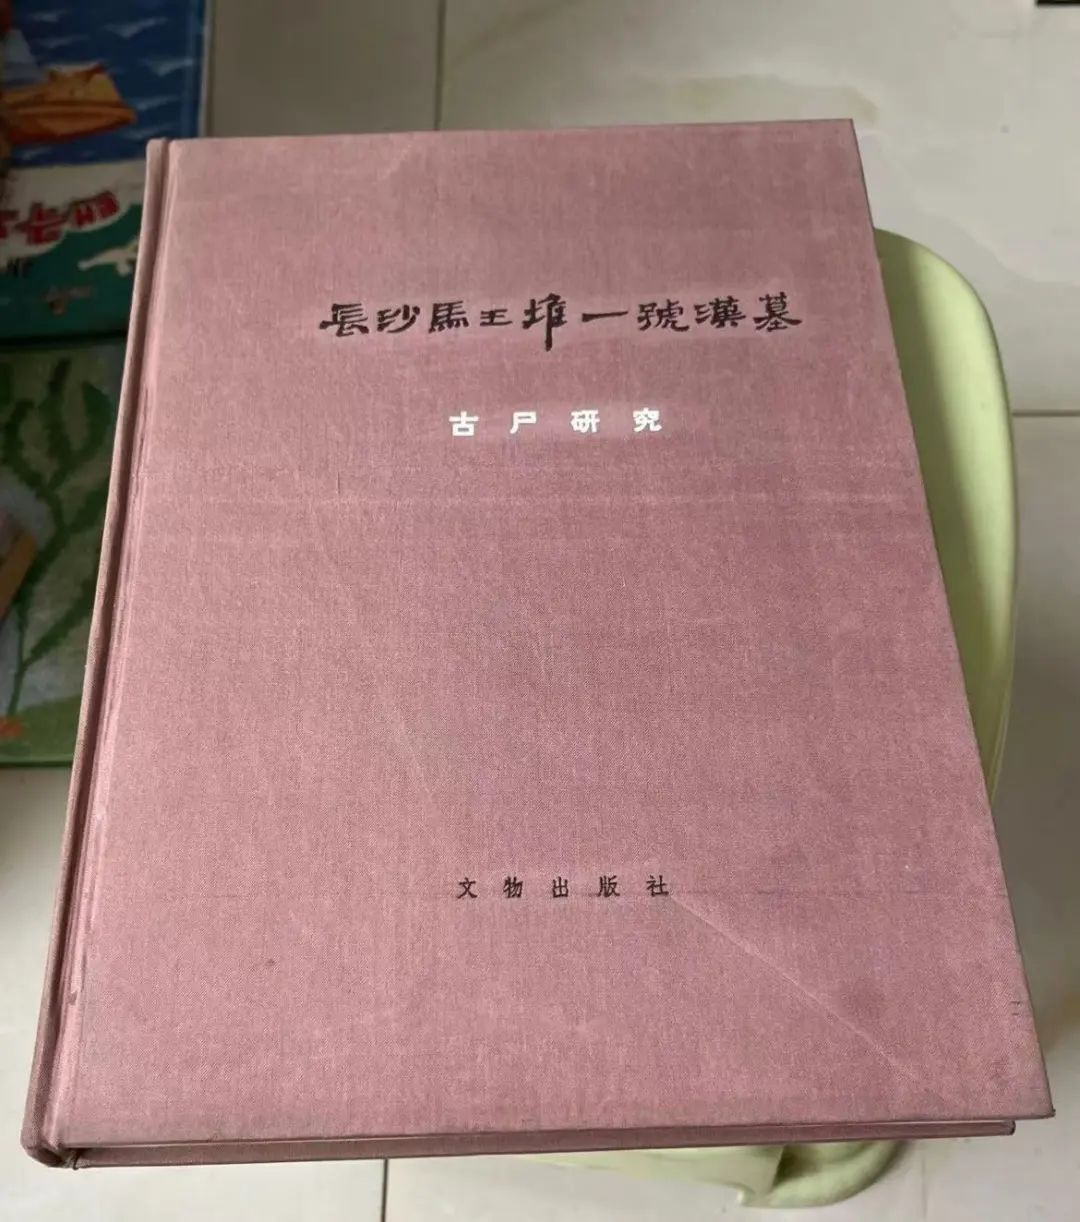 長沙馬王堆一號漢墓
古尸研究
文物出版社